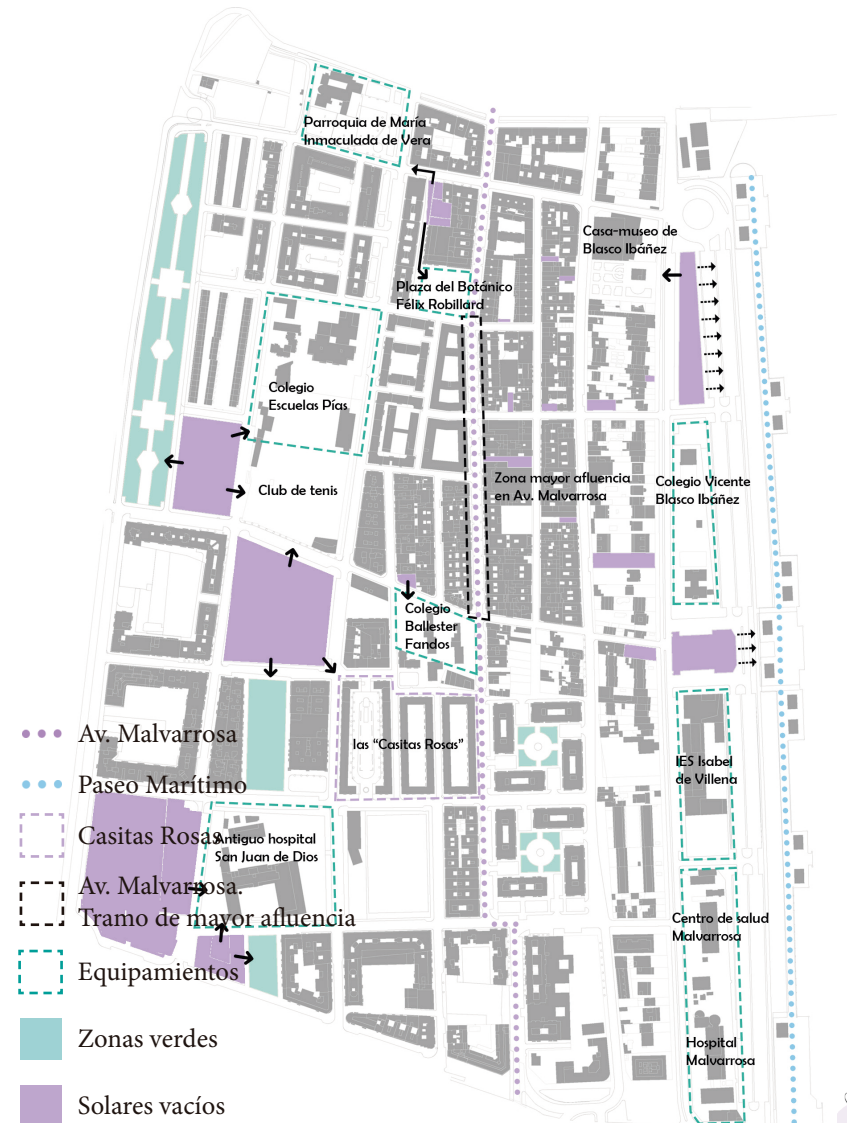 Parroquia de María
Inmaculada de Vera
Casa-museo de
Blasco Ibáñez
Plaza del Botánico
Félix Robillard
Colegio
Escuelas Pías
Club de tenis
Zona mayor afluencia
en Av. Malvarrosa
Colegio Vicente
Blasco Ibáñez
Colegio
Ballester
Fandos
las “Casitas Rosas”
IES Isabel
de Villena
Antiguo hospital
San Juan de Dios
Centro de salud
Malvarrosa
Hospital
Malvarrosa
Av. Malvarrosa
Paseo Marítimo
Casitas Rosas
Av. Malvarrosa.
Tramo de mayor afluencia
Equipamientos
Zonas verdes
Solares vacíos